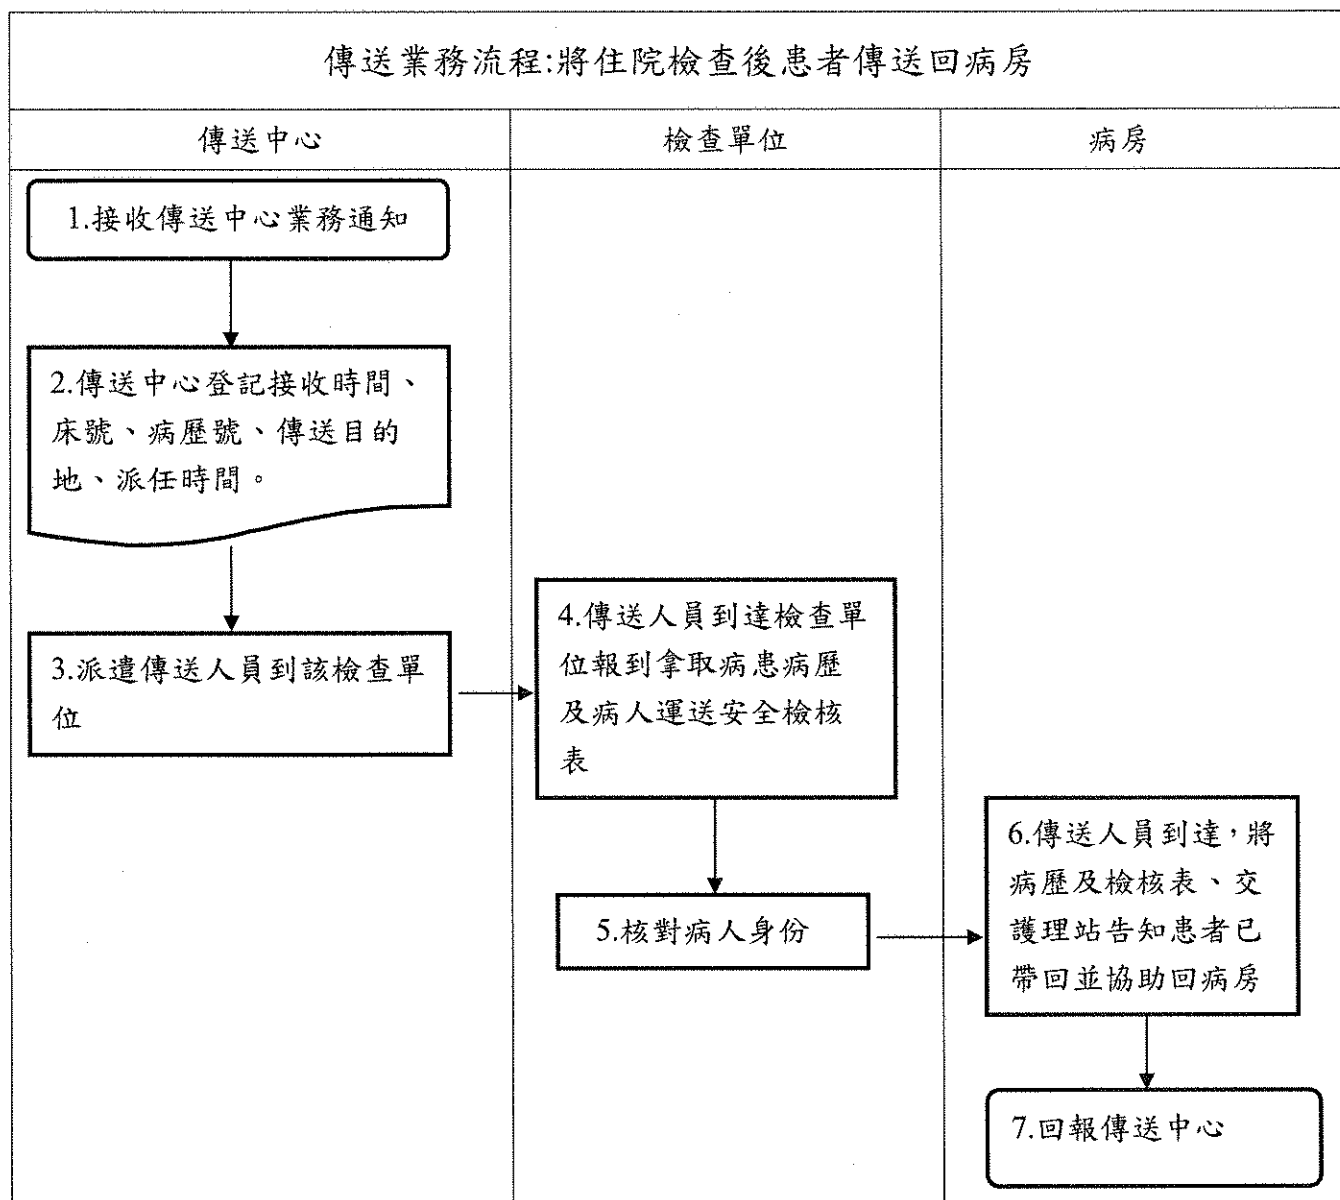 傳送業務流程:將住院檢查後患者傳送回病房
傳送中心
檢查單位
病房
1.接收傳送中心業務通知
2.傳送中心登記接收時間、
床號、病歷號、傳送目的
地、派任時間。
3.派遣傳送人員到該檢查單
位
4.傳送人員到達檢查單
位報到拿取病患病歷
及病人運送安全檢核
表
5.核對病人身份
6.傳送人員到達，將
病歷及檢核表、交
護理站告知患者已
帶回並協助回病房
7.回報傳送中心